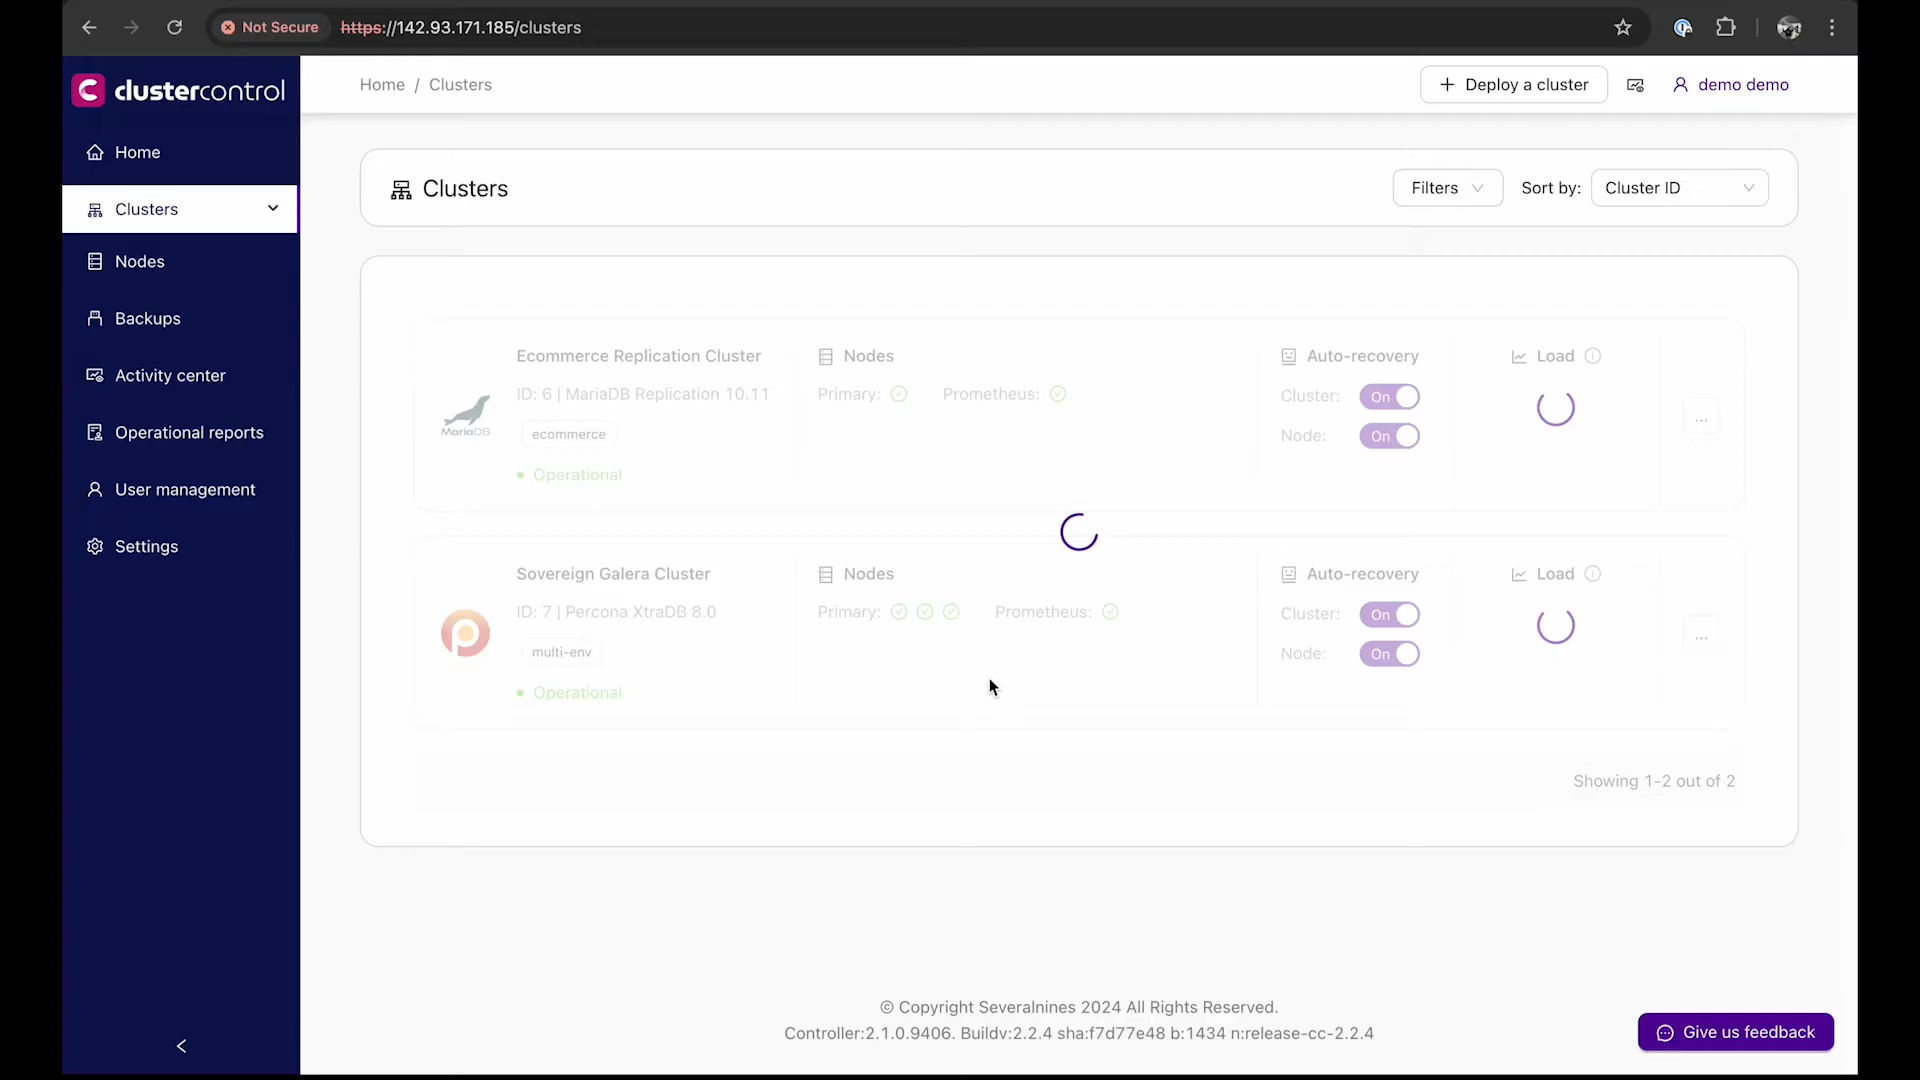 Not Secure https://142.93.171.185/clusters
clustercontrol
Home / Clusters
Deploy a cluster
demo demo
Home
Clusters
Nodes
Backups
Activity center
Operational reports
User management
Settings
Clusters
Filters
Sort by: Cluster ID
Ecommerce Replication Cluster
ID: 6 | MariaDB Replication 10.11
MariaDB
ecommerce
Operational
Nodes
Primary:
Prometheus:
Auto-recovery
Cluster: On
Node: On
Load
...
Sovereign Galera Cluster
ID: 7 | Percona XtraDB 8.0
multi-env
Operational
Nodes
Primary:
Prometheus:
Auto-recovery
Cluster: On
Node: On
Load
...
Showing 1-2 out of 2
© Copyright Severalnines 2024 All Rights Reserved.
Controller:2.1.0.9406. Buildv:2.2.4 sha:f7d77e48 b:1434 n:release-cc-2.2.4
Give us feedback